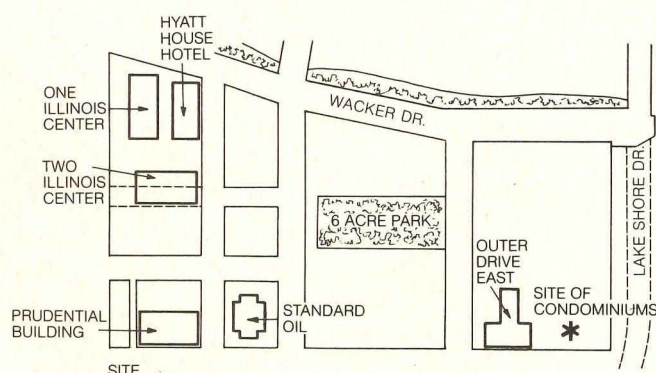 HYATT
HOUSE
HOTEL
ONE
ILLINOIS
CENTER
WACKER DR.
TWO
ILLINOIS
CENTER
LAKE SHORE DR.
6 ACRE PARK
OUTER
DRIVE
EAST
SITE OF
CONDOMINIUMS
PRUDENTIAL
BUILDING
STANDARD
OIL
SITE